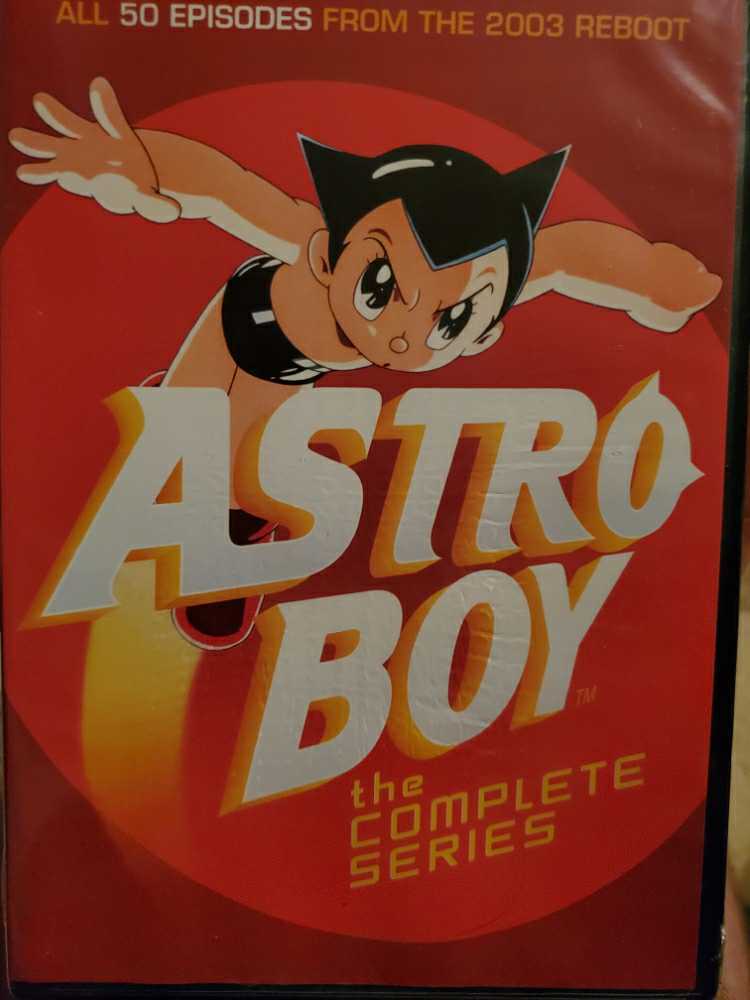 ALL 50 EPISODES FROM THE 2003 REBOOT
ASTRO
BOY
TM
the
COMPLETE
SERIES